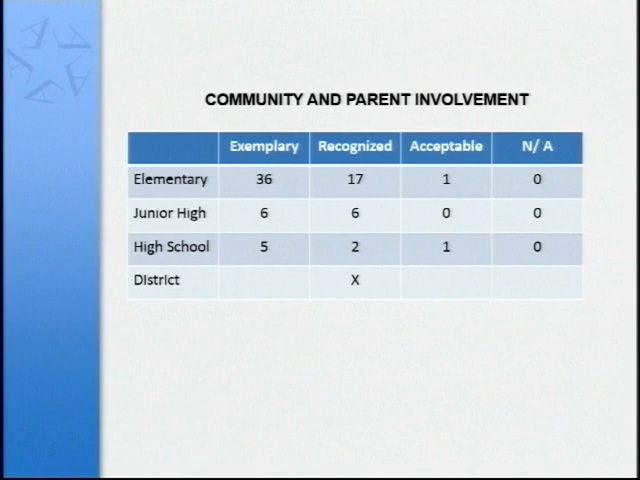 COMMUNITY AND PARENT INVOLVEMENT
Exemplary Recognized Acceptable N/ A
Elementary 36 17 1 0
Junior High 6 6 0 0
High School 5 2 1 0
District X